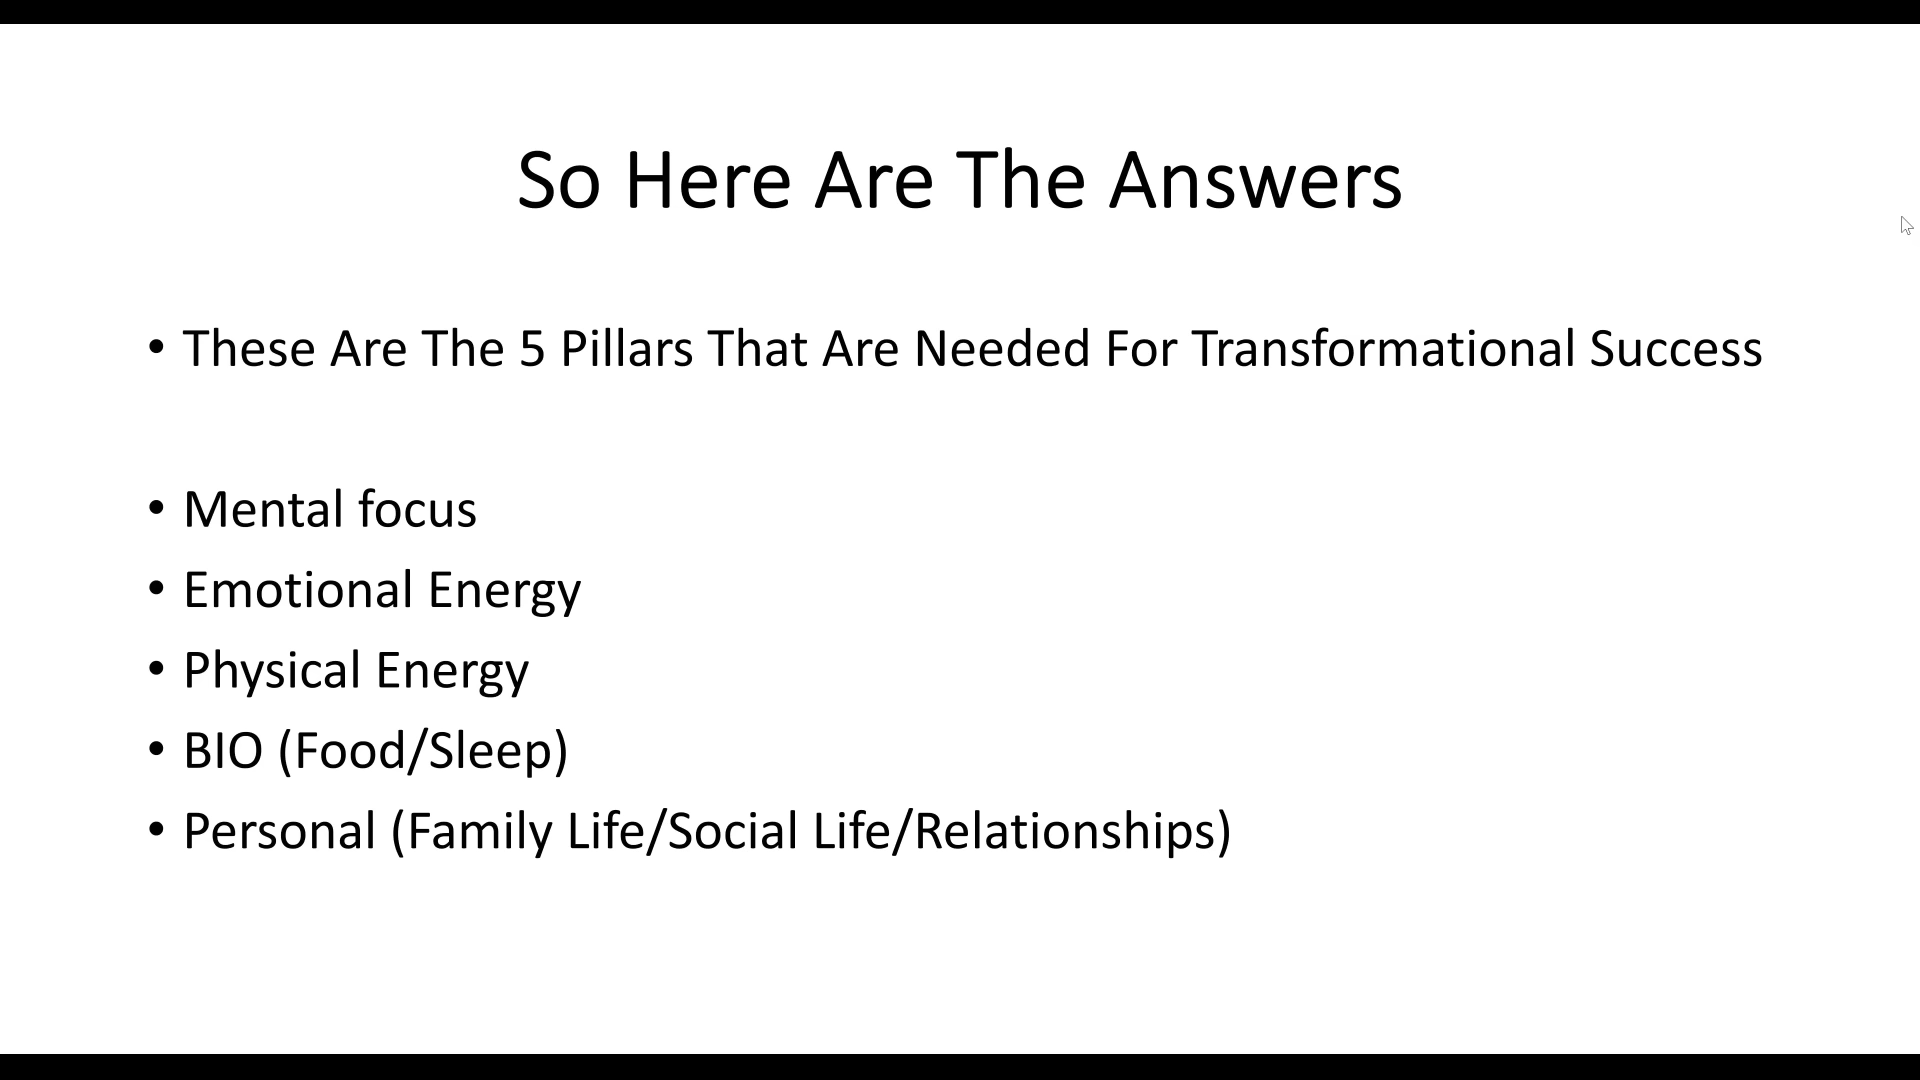 So Here Are The Answers
• These Are The 5 Pillars That Are Needed For Transformational Success
• Mental focus
• Emotional Energy
• Physical Energy
• BIO (Food/Sleep)
• Personal (Family Life/Social Life/Relationships)